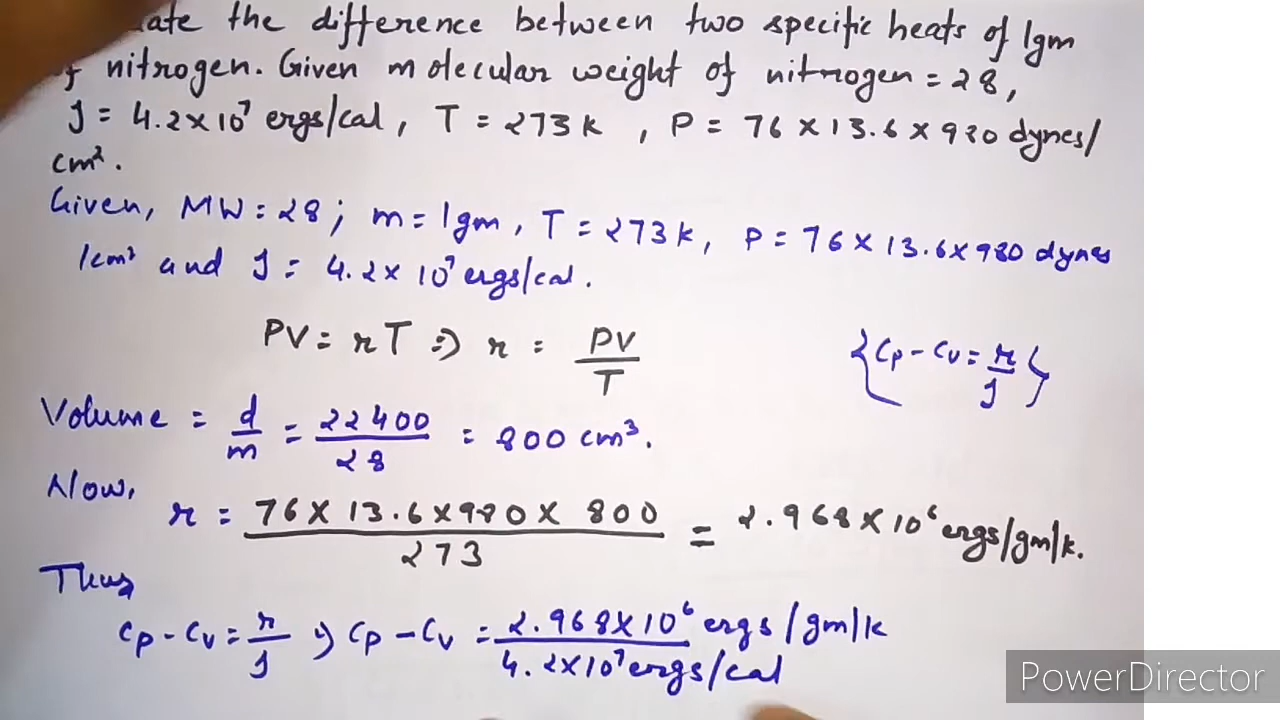 the difference between two specific heats of 1gm
nitrogen. Given molecular weight of nitrogen = 28,
J = 4.2×10⁷ ergs/cal, T = 273k, P = 76 × 13.6 × 980 dynes/
cm².
Given, MW = 28; m = 1gm, T = 273k, P = 76 × 13.6 × 980 dynes
/cm² and J = 4.2 × 10⁷ ergs/cal.
PV = rT ⇒ r = PV/T {Cp - Cv = r/J}
Volume = d/m = 22400/28 = 800 cm³.
Now,
r = 76 × 13.6 × 980 × 800/273 = 2.968 × 10⁶ ergs/gm/k.
Thus
Cp - Cv = r/J ⇒ Cp - Cv = 2.968×10⁶ ergs/gm/k/4.2×10⁷ ergs/cal
PowerDirector